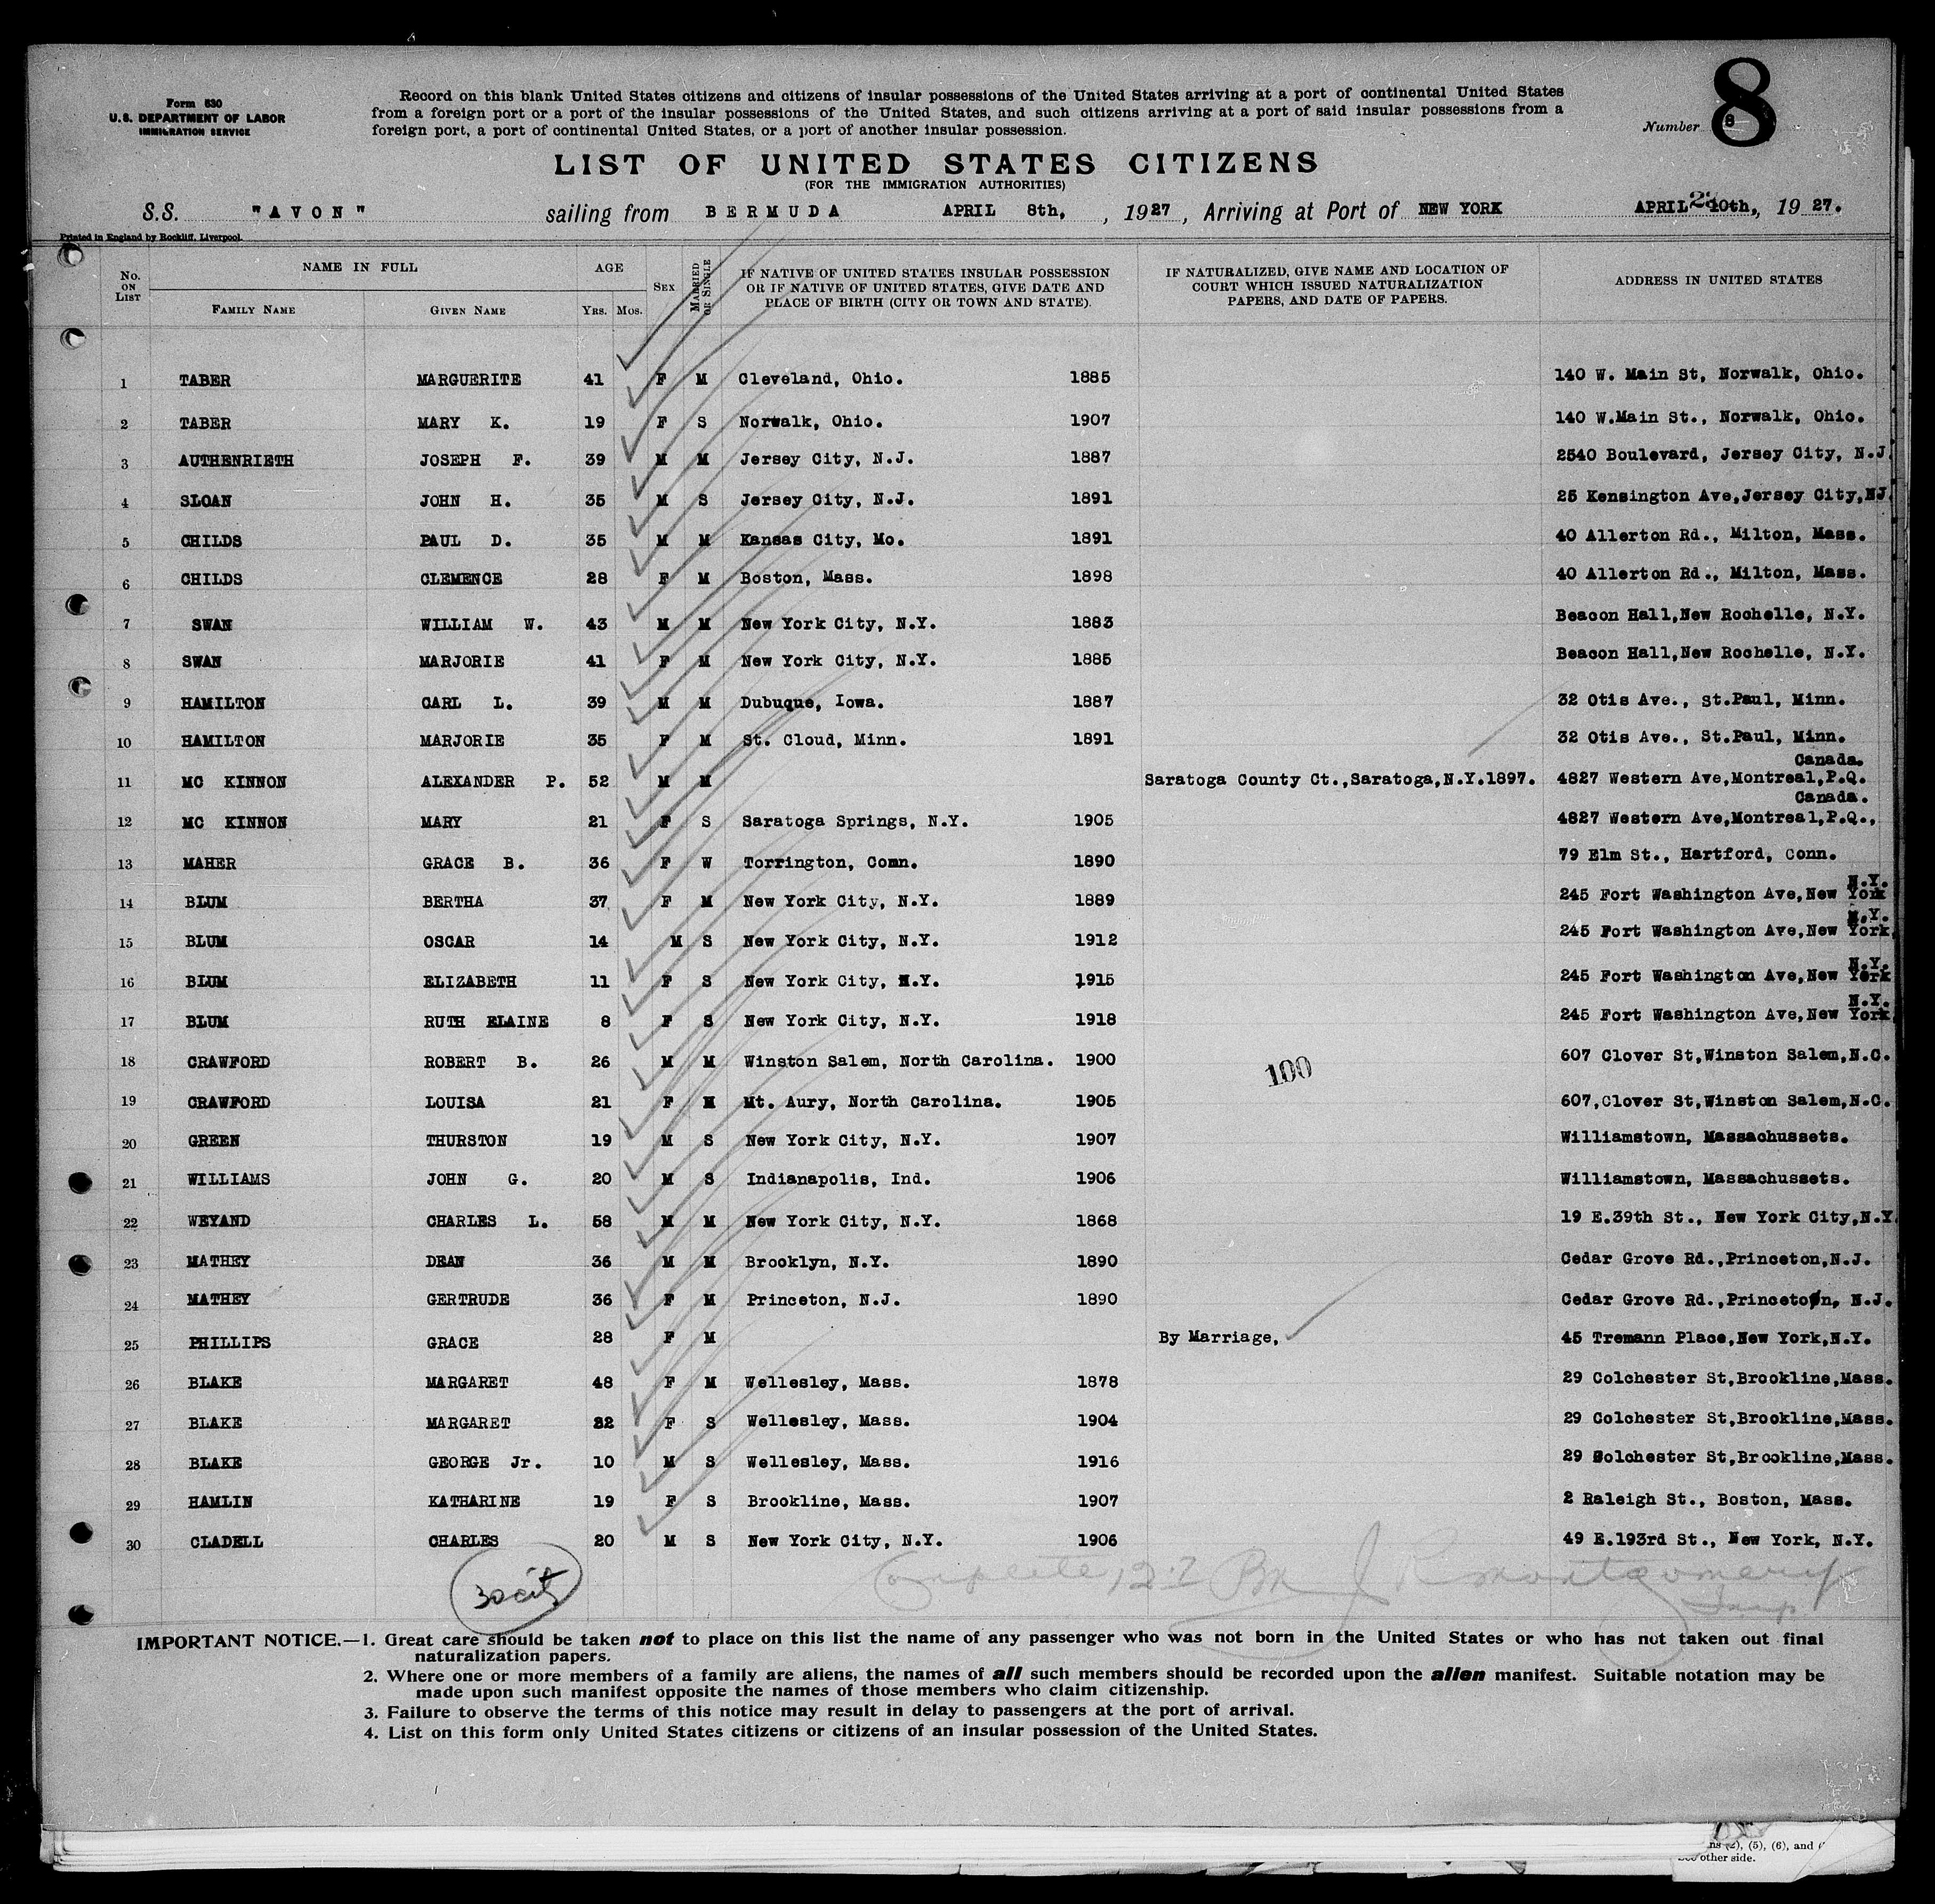 Form 630
U.S. DEPARTMENT OF LABOR
IMMIGRATION SERVICE
Record on this blank United States citizens and citizens of insular possessions of the United States arriving at a port of continental United States
from a foreign port or a port of the insular possessions of the United States, and such citizens arriving at a port of said insular possessions from a
foreign port, a port of continental United States, or a port of another insular possession.
Number 8
8
LIST OF UNITED STATES CITIZENS
(FOR THE IMMIGRATION AUTHORITIES)
S.S. "AVON" sailing from BERMUDA APRIL 8th, , 1927, Arriving at Port of NEW YORK APRIL 10th,, 19 27.
Printed in England by Rockliff, Liverpool.
No. ON LIST NAME IN FULL AGE SEX MARRIED OR SINGLE IF NATIVE OF UNITED STATES INSULAR POSSESSION OR IF NATIVE OF UNITED STATES, GIVE DATE AND PLACE OF BIRTH (CITY OR TOWN AND STATE). IF NATURALIZED, GIVE NAME AND LOCATION OF COURT WHICH ISSUED NATURALIZATION PAPERS, AND DATE OF PAPERS. ADDRESS IN UNITED STATES
FAMILY NAME GIVEN NAME YRS. MOS.
1 TABER MARGUERITE 41 F M Cleveland, Ohio. 1885 140 W. Main St, Norwalk, Ohio.
2 TABER MARY K. 19 F S Norwalk, Ohio. 1907 140 W.Main St., Norwalk, Ohio.
3 AUTHENRIETH JOSEPH F. 39 M M Jersey City, N.J. 1887 2540 Boulevard, Jersey City, N.J.
4 SLOAN JOHN H. 35 M S Jersey City, N.J. 1891 25 Kensington Ave,Jersey City,NJ.
5 CHILDS PAUL D. 35 M M Kansas City, Mo. 1891 40 Allerton Rd., Milton, Mass.
6 CHILDS CLEMENCE 28 F M Boston, Mass. 1898 40 Allerton Rd., Milton, Mass.
7 SWAN WILLIAM W. 43 M M New York City, N.Y. 1883 Beacon Hall,New Rochelle, N.Y.
8 SWAN MARJORIE 41 F M New York City, N.Y. 1885 Beacon Hall,New Rochelle, N.Y.
9 HAMILTON CARL L. 39 M M Dubuque, Iowa. 1887 32 Otis Ave., St.Paul, Minn.
10 HAMILTON MARJORIE 35 F M St. Cloud, Minn. 1891 32 Otis Ave., St.Paul, Minn.
Canada.
11 MC KINNON ALEXANDER P. 52 M M Saratoga County Ct.,Saratoga,N.Y.1897. 4827 Western Ave,Montreal,P.Q.
Canada.
12 MC KINNON MARY 21 F S Saratoga Springs, N.Y. 1905 4827 Western Ave,Montreal,P.Q.,
13 MAHER GRACE B. 36 F W Torrington, Conn. 1890 79 Elm St., Hartford, Conn.
N.Y.
14 BLUM BERTHA 37 F M New York City, N.Y. 1889 245 Fort Washington Ave,New York
N.Y.
15 BLUM OSCAR 14 M S New York City, N.Y. 1912 245 Fort Washington Ave,New York,
N.Y.
16 BLUM ELIZABETH 11 F S New York City, N.Y. 1915 245 Fort Washington Ave,New York
N.Y.
17 BLUM RUTH ELAINE 8 F S New York City, N.Y. 1918 245 Fort Washington Ave,New York,
18 CRAWFORD ROBERT B. 26 M M Winston Salem, North Carolina. 1900 607 Clover St,Winston Salem,N.C.
100
19 CRAWFORD LOUISA 21 F M Mt. Aury, North Carolina. 1905 607,Clover St,Winston Salem,N.C.
20 GREEN THURSTON 19 M S New York City, N.Y. 1907 Williamstown, Massachussets.
21 WILLIAMS JOHN G. 20 M S Indianapolis, Ind. 1906 Williamstown, Massachussets.
22 WEYAND CHARLES L. 58 M M New York City, N.Y. 1868 19 E.39th St., New York City,N.Y.
23 MATHEY DEAN 36 M M Brooklyn, N.Y. 1890 Cedar Grove Rd.,Princeton,N.J.
24 MATHEY GERTRUDE 36 F M Princeton, N.J. 1890 Cedar Grove Rd.,Princeton, N.J.
25 PHILLIPS GRACE 28 F M By Marriage, 45 Tremann Place,New York,N.Y.
26 BLAKE MARGARET 48 F M Wellesley, Mass. 1878 29 Colchester St,Brookline,Mass.
27 BLAKE MARGARET 22 F S Wellesley, Mass. 1904 29 Colchester St,Brookline,Mass.
28 BLAKE GEORGE Jr. 10 M S Wellesley, Mass. 1916 29 Colchester St,Brookline,Mass.
29 HAMLIN KATHARINE 19 F S Brookline, Mass. 1907 2 Raleigh St., Boston, Mass.
30 CLADELL CHARLES 20 M S New York City, N.Y. 1906 49 E.193rd St., New York, N.Y.
30 cit
Complete, R Montgomery
Insp
IMPORTANT NOTICE.—1. Great care should be taken not to place on this list the name of any passenger who was not born in the United States or who has not taken out final
naturalization papers.
2. Where one or more members of a family are aliens, the names of all such members should be recorded upon the alien manifest. Suitable notation may be
made upon such manifest opposite the names of those members who claim citizenship.
3. Failure to observe the terms of this notice may result in delay to passengers at the port of arrival.
4. List on this form only United States citizens or citizens of an insular possession of the United States.
(2), (5), (6), and
other side.